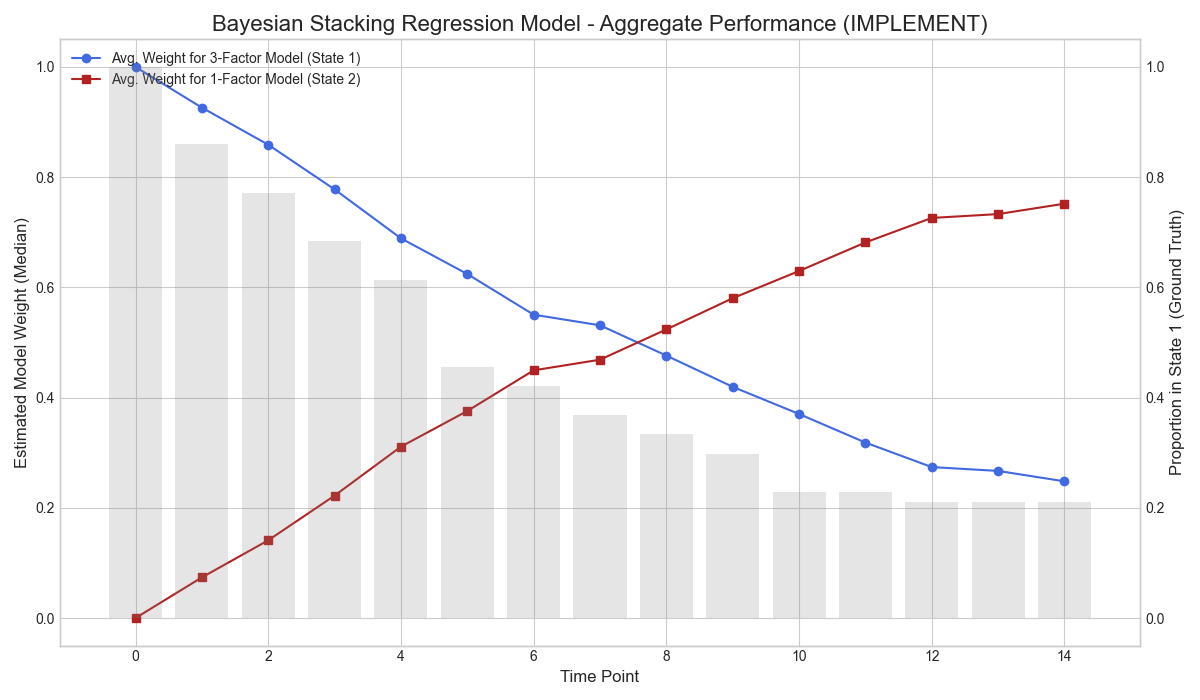 Bayesian Stacking Regression Model - Aggregate Performance (IMPLEMENT)
Avg. Weight for 3-Factor Model (State 1)
Avg. Weight for 1-Factor Model (State 2)
Estimated Model Weight (Median)
1.0
0.8
0.6
0.4
0.2
0.0
1.0
0.8
0.6
0.4
0.2
0.0
Proportion in State 1 (Ground Truth)
0 2 4 6 8 10 12 14
Time Point